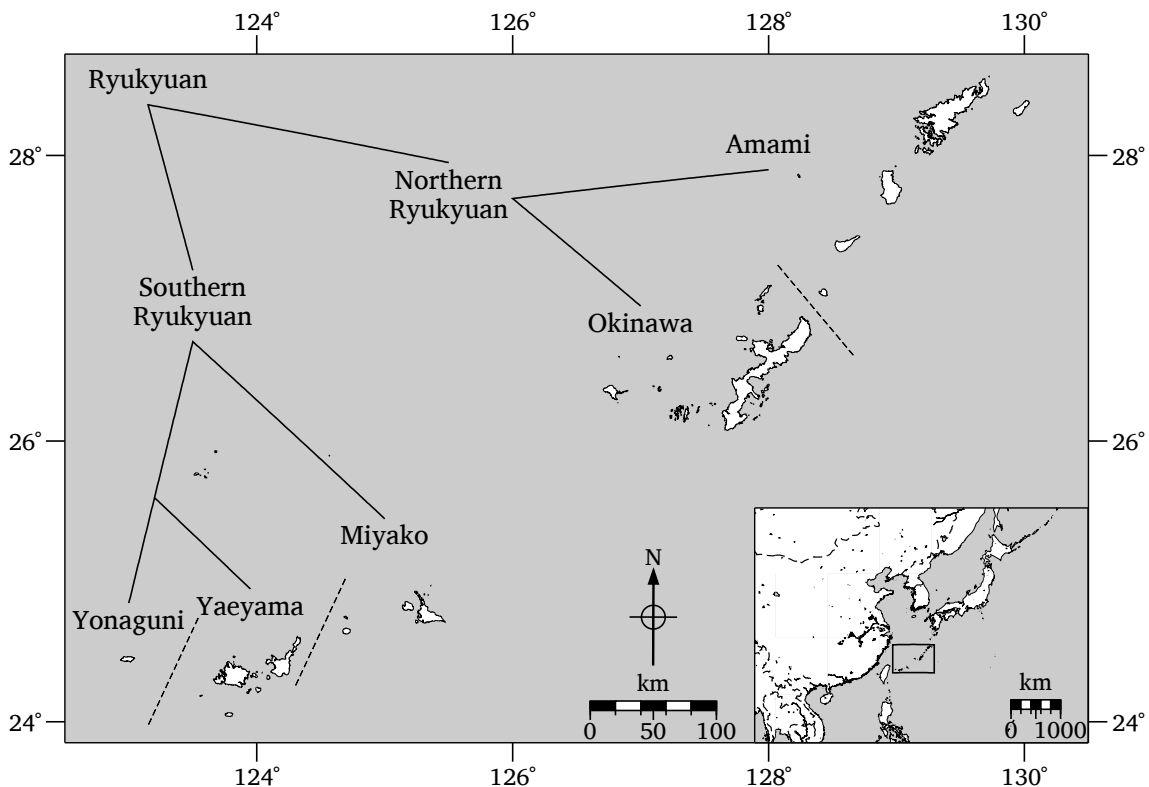 124° 126° 128° 130°
Ryukyuan
Amami
28° 28°
Northern
Ryukyuan
Southern
Ryukyuan
Okinawa
26° 26°
Miyako
N
Yonaguni Yaeyama
km
0 50 100
km
0 1000
24° 24°
124° 126° 128° 130°